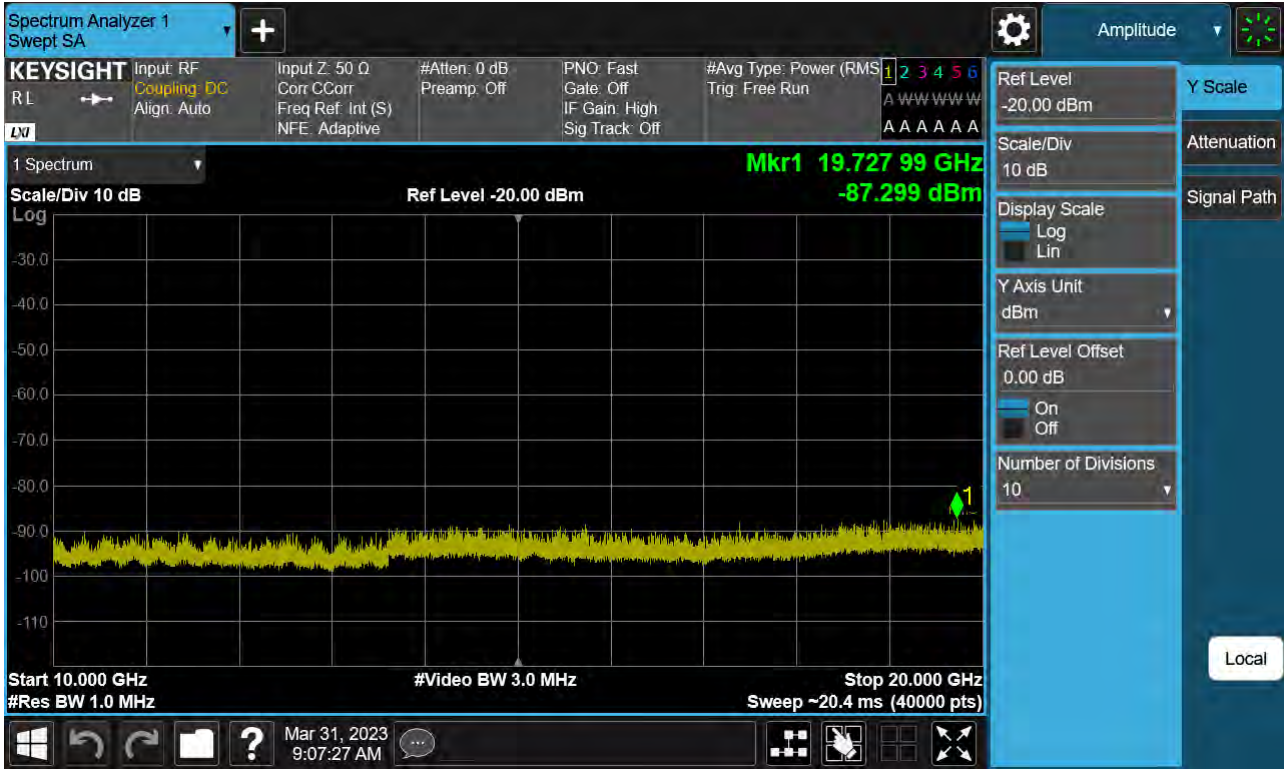 Spectrum Analyzer 1
Swept SA
Amplitude
KEYSIGHT
R L
LXI
Input: RF
Coupling: DC
Align: Auto
Input Z: 50 Ω
Corr CCorr
Freq Ref: Int (S)
NFE: Adaptive
#Atten: 0 dB
Preamp: Off
PNO: Fast
Gate: Off
IF Gain: High
Sig Track: Off
#Avg Type: Power (RMS
Trig: Free Run
1 2 3 4 5 6
A W W W W W
A A A A A A
1 Spectrum
Mkr1 19.727 99 GHz
Scale/Div 10 dB
Ref Level -20.00 dBm
-87.299 dBm
Log
-30.0
-40.0
-50.0
-60.0
-70.0
-80.0
1
-90.0
-100
-110
Start 10.000 GHz
#Video BW 3.0 MHz
Stop 20.000 GHz
#Res BW 1.0 MHz
Sweep ~20.4 ms (40000 pts)
Ref Level
-20.00 dBm
Scale/Div
10 dB
Display Scale
Log
Lin
Y Axis Unit
dBm
Ref Level Offset
0.00 dB
On
Off
Number of Divisions
10
Y Scale
Attenuation
Signal Path
Local
?
Mar 31, 2023
9:07:27 AM